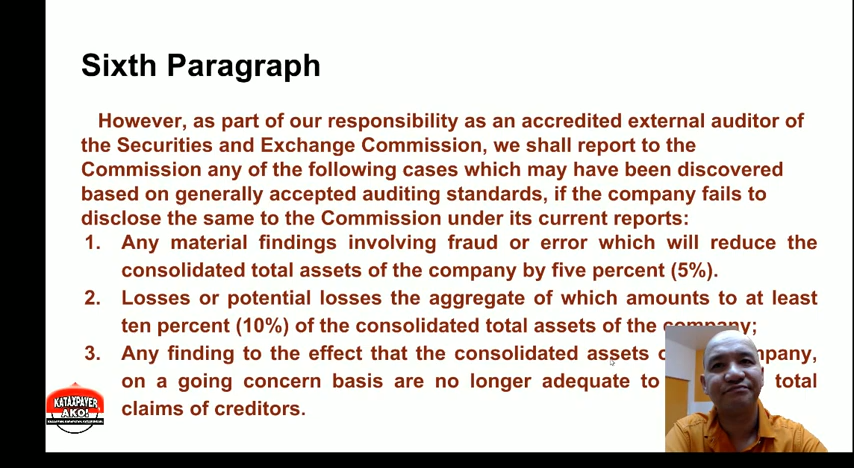 Sixth Paragraph
However, as part of our responsibility as an accredited external auditor of
the Securities and Exchange Commission, we shall report to the
Commission any of the following cases which may have been discovered
based on generally accepted auditing standards, if the company fails to
disclose the same to the Commission under its current reports:
1. Any material findings involving fraud or error which will reduce the
consolidated total assets of the company by five percent (5%).
2. Losses or potential losses the aggregate of which amounts to at least
ten percent (10%) of the consolidated total assets of the company;
3. Any finding to the effect that the consolidated assets
on a going concern basis are no longer adequate to total
claims of creditors.
KATAXPAYER
AKO!